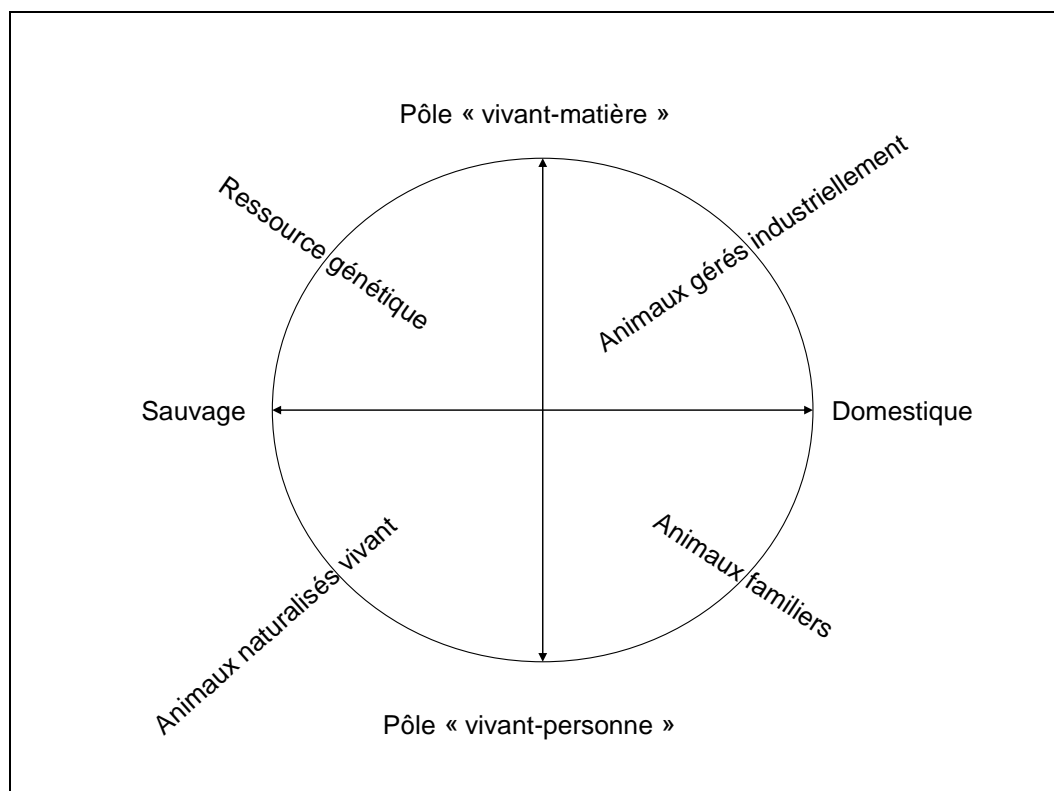 Pôle « vivant-matière »
Ressource génétique
Animaux gérés industriellement
Sauvage
Domestique
Animaux naturalisés vivant
Animaux familiers
Pôle « vivant-personne »